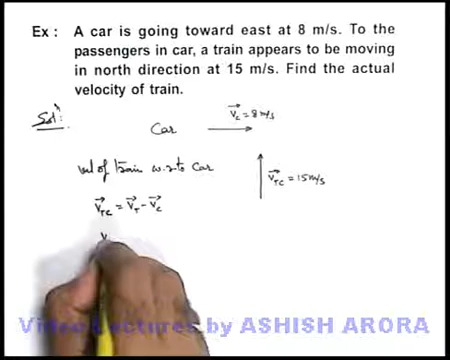 Ex : A car is going toward east at 8 m/s. To the
passengers in car, a train appears to be moving
in north direction at 15 m/s. Find the actual
velocity of train.
Sol:
Car V⃗c = 8 m/s
Vel of train w.r.to Car V⃗TC = 15 m/s
V⃗TC = V⃗T - V⃗C
V
Video Lectures by ASHISH ARORA